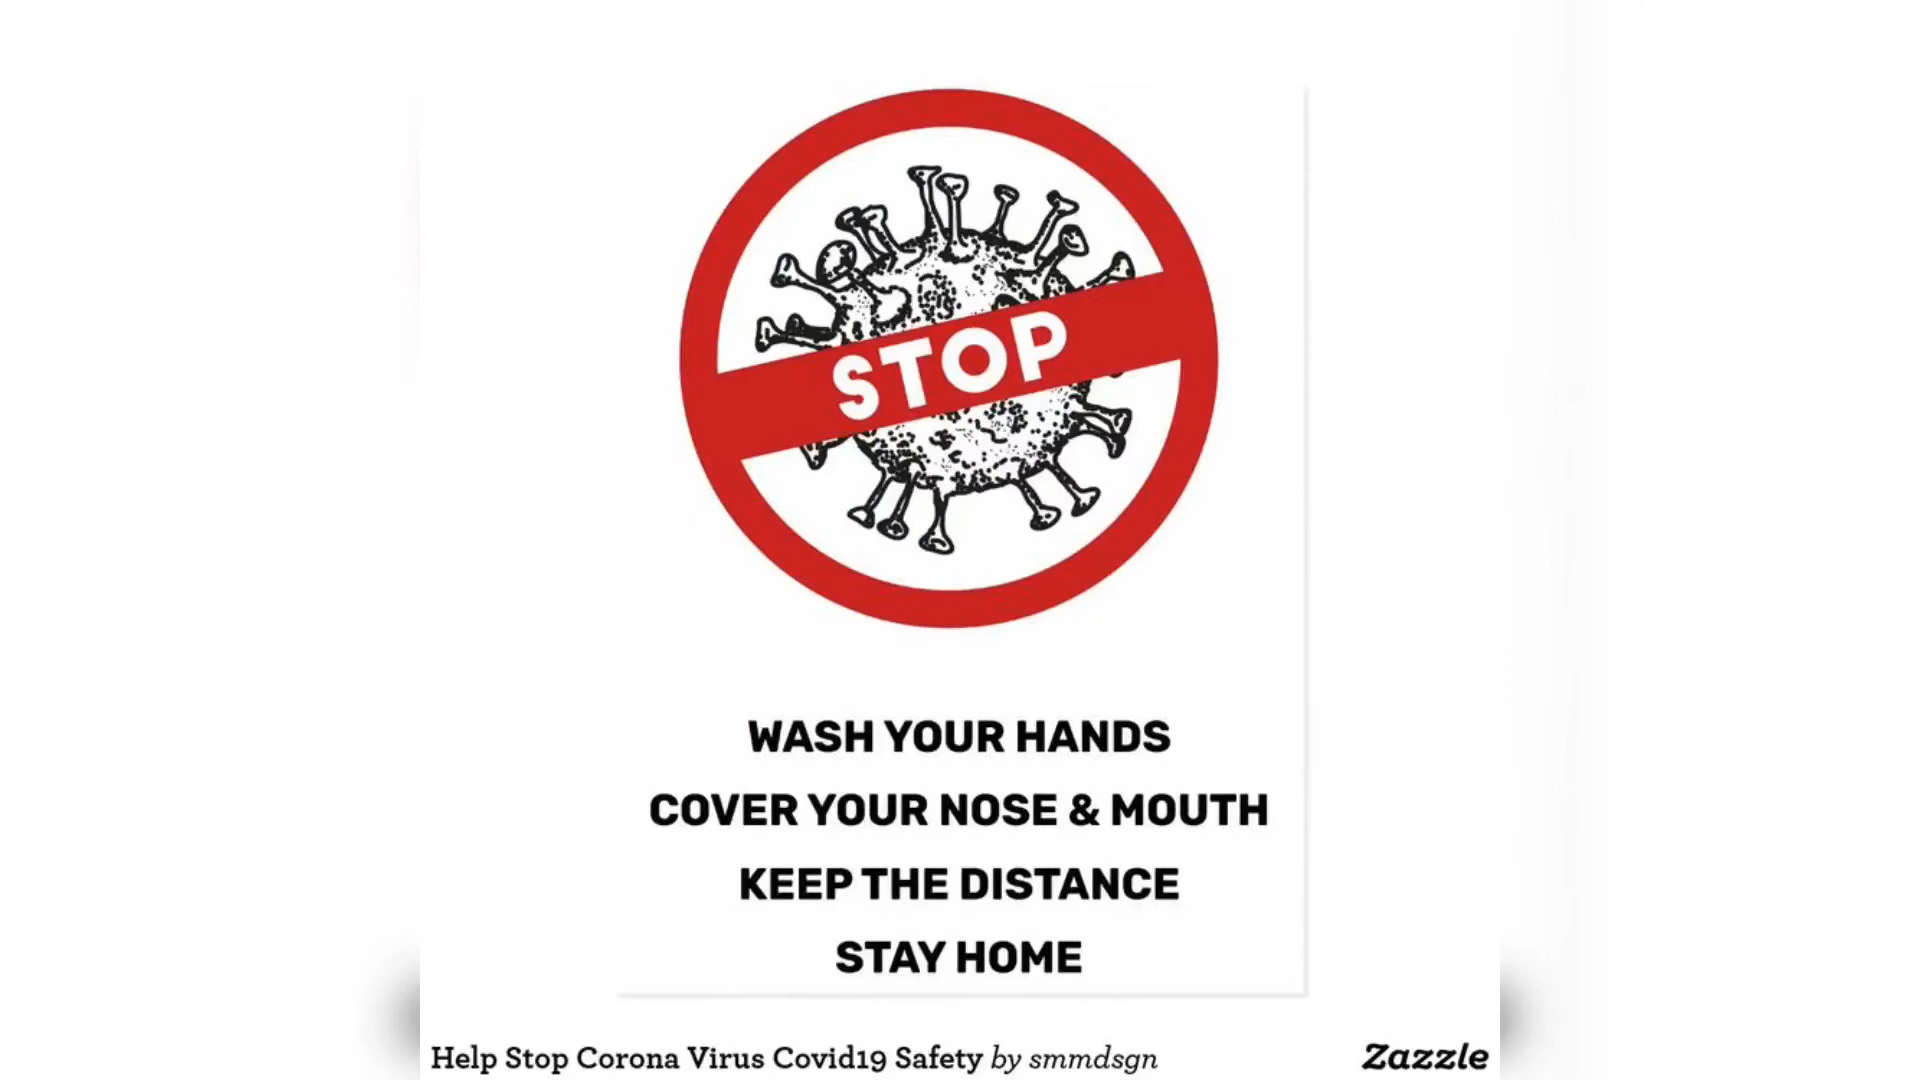 STOP
WASH YOUR HANDS
COVER YOUR NOSE & MOUTH
KEEP THE DISTANCE
STAY HOME
Help Stop Corona Virus Covid19 Safety by smmdsgn
Zazzle